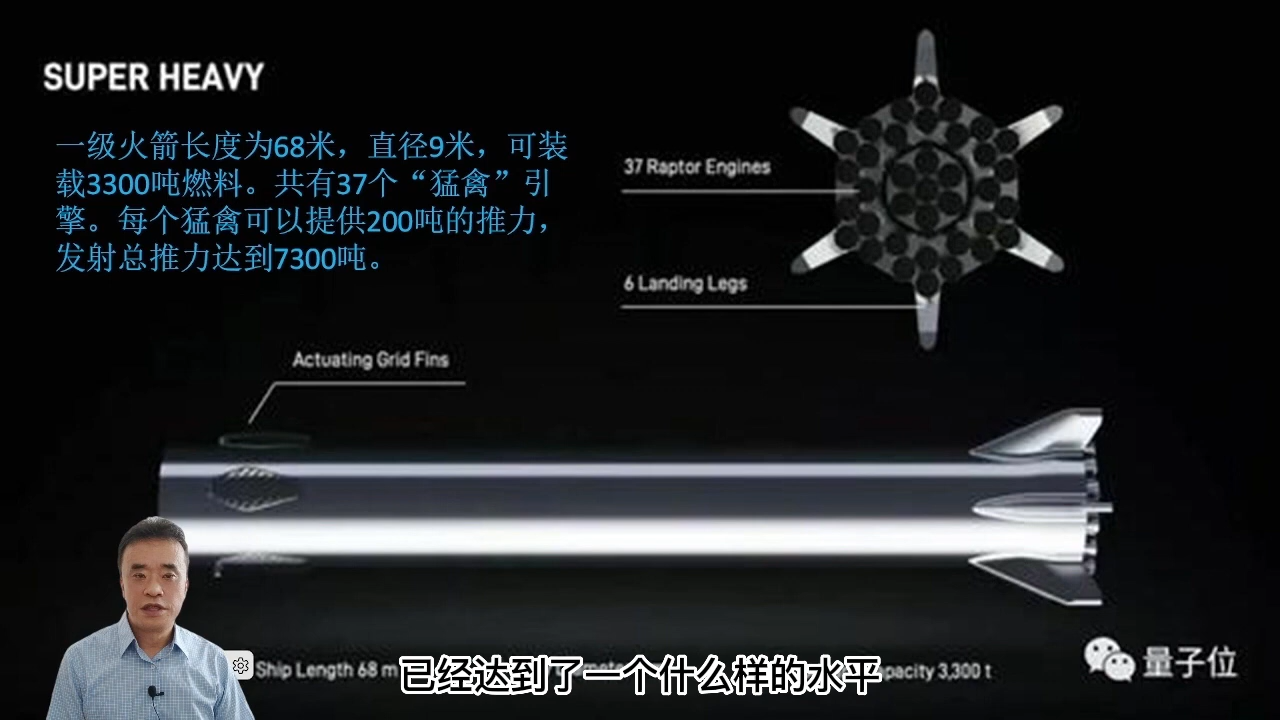 SUPER HEAVY
一级火箭长度为68米，直径9米，可装
载3300吨燃料。共有37个“猛禽”引
擎。每个猛禽可以提供200吨的推力，
发射总推力达到7300吨。
37 Raptor Engines
6 Landing Legs
Actuating Grid Fins
Ship Length 68 m
3,300 t
已经达到了一个什么样的水平
量子位